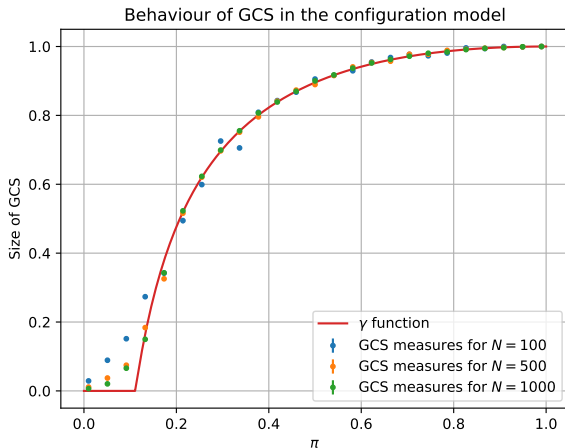 Behaviour of GCS in the configuration model
Size of GCS
1.0
0.8
0.6
0.4
0.2
0.0
γ function
GCS measures for N = 100
GCS measures for N = 500
GCS measures for N = 1000
0.0 0.2 0.4 0.6 0.8 1.0
π